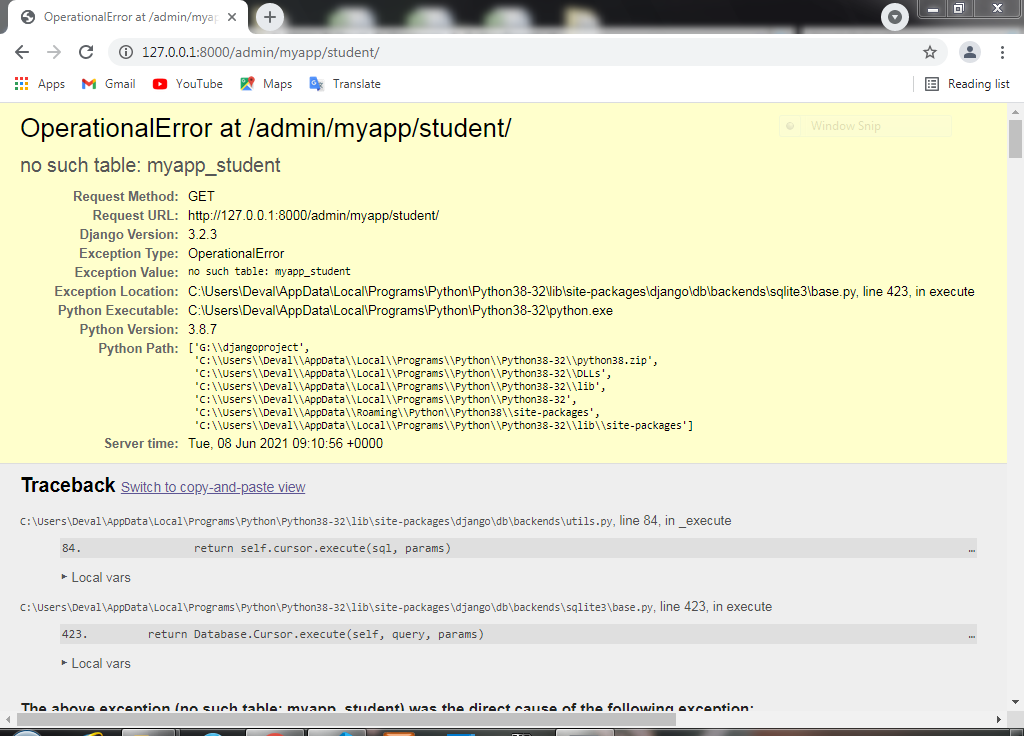 OperationalError at /admin/myap
127.0.0.1:8000/admin/myapp/student/
Apps Gmail YouTube Maps Translate Reading list
OperationalError at /admin/myapp/student/
Window Snip
no such table: myapp_student
Request Method: GET
Request URL: http://127.0.0.1:8000/admin/myapp/student/
Django Version: 3.2.3
Exception Type: OperationalError
Exception Value: no such table: myapp_student
Exception Location: C:\Users\Deval\AppData\Local\Programs\Python\Python38-32\lib\site-packages\django\db\backends\sqlite3\base.py, line 423, in execute
Python Executable: C:\Users\Deval\AppData\Local\Programs\Python\Python38-32\python.exe
Python Version: 3.8.7
Python Path: ['G:\\djangoproject',
'C:\\Users\\Deval\\AppData\\Local\\Programs\\Python\\Python38-32\\python38.zip',
'C:\\Users\\Deval\\AppData\\Local\\Programs\\Python\\Python38-32\\DLLs',
'C:\\Users\\Deval\\AppData\\Local\\Programs\\Python\\Python38-32\\lib',
'C:\\Users\\Deval\\AppData\\Local\\Programs\\Python\\Python38-32',
'C:\\Users\\Deval\\AppData\\Roaming\\Python\\Python38\\site-packages',
'C:\\Users\\Deval\\AppData\\Local\\Programs\\Python\\Python38-32\\lib\\site-packages']
Server time: Tue, 08 Jun 2021 09:10:56 +0000
Traceback Switch to copy-and-paste view
C:\Users\Deval\AppData\Local\Programs\Python\Python38-32\lib\site-packages\django\db\backends\utils.py, line 84, in _execute
84. return self.cursor.execute(sql, params) …
▸ Local vars
C:\Users\Deval\AppData\Local\Programs\Python\Python38-32\lib\site-packages\django\db\backends\sqlite3\base.py, line 423, in execute
423. return Database.Cursor.execute(self, query, params) …
▸ Local vars
The above exception (no such table: myapp_student) was the direct cause of the following exception: